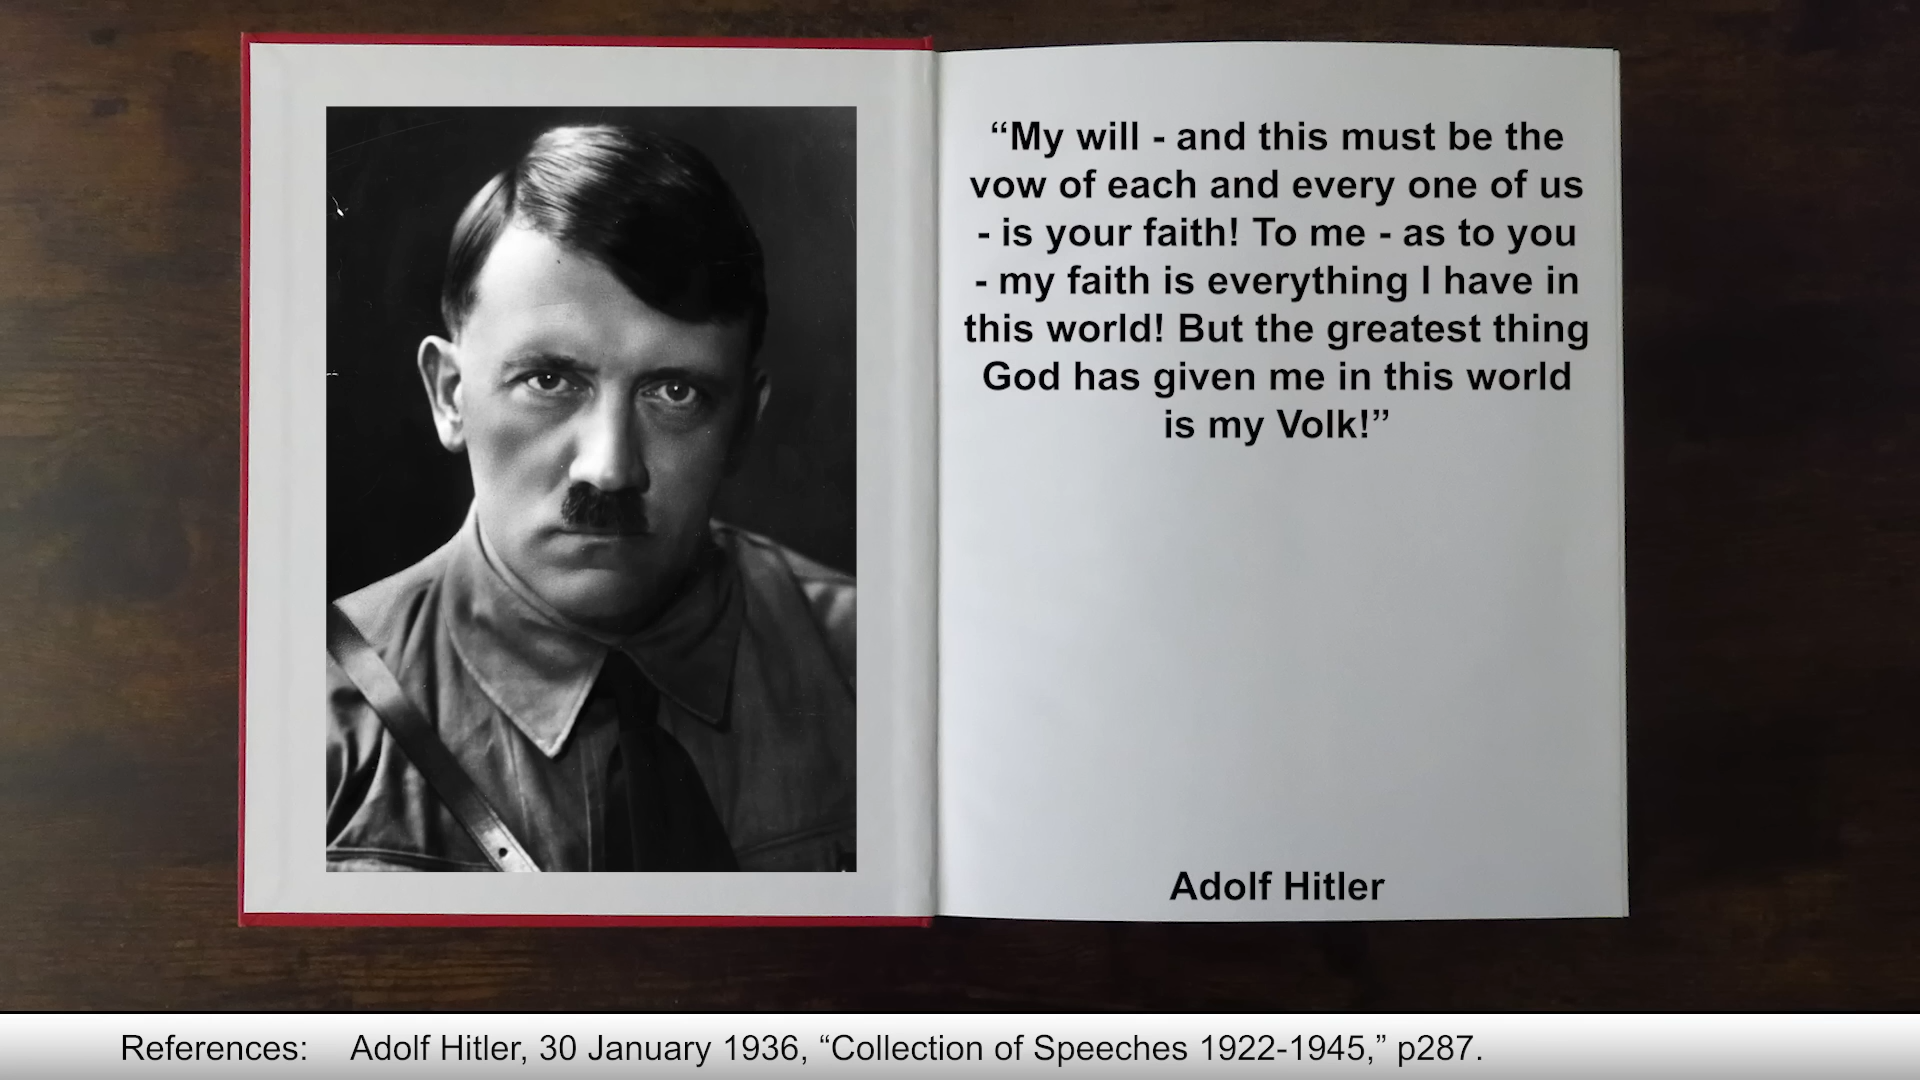 “My will - and this must be the
vow of each and every one of us
- is your faith! To me - as to you
- my faith is everything I have in
this world! But the greatest thing
God has given me in this world
is my Volk!”
Adolf Hitler
References: Adolf Hitler, 30 January 1936, “Collection of Speeches 1922-1945,” p287.